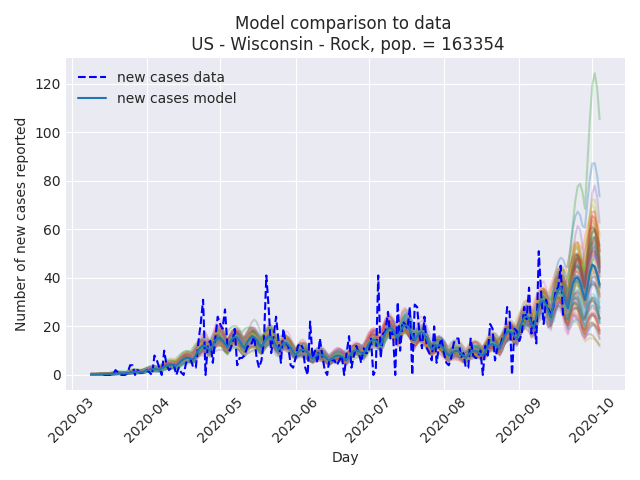 Model comparison to data
US - Wisconsin - Rock, pop. = 163354
new cases data
new cases model
Number of new cases reported
120
100
80
60
40
20
0
2020-03
2020-04
2020-05
2020-06
2020-07
2020-08
2020-09
2020-10
Day